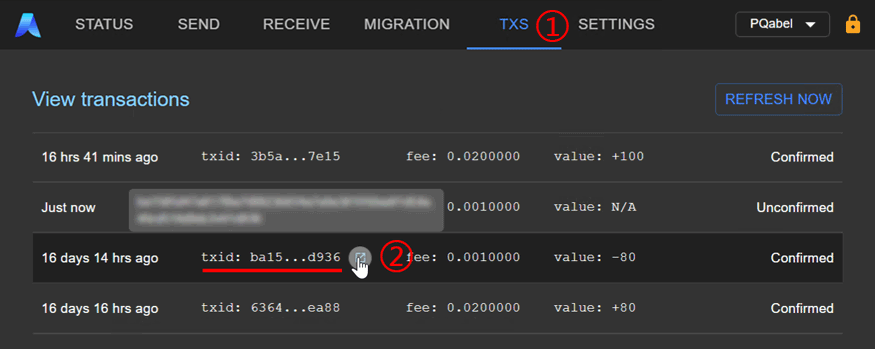 STATUS SEND RECEIVE MIGRATION TXS ① SETTINGS PQabel
View transactions REFRESH NOW
16 hrs 41 mins ago txid: 3b5a...7e15 fee: 0.0200000 value: +100 Confirmed
Just now 0.0010000 value: N/A Unconfirmed
16 days 14 hrs ago txid: ba15...d936 ② fee: 0.0010000 value: -80 Confirmed
16 days 16 hrs ago txid: 6364...ea88 fee: 0.0200000 value: +80 Confirmed